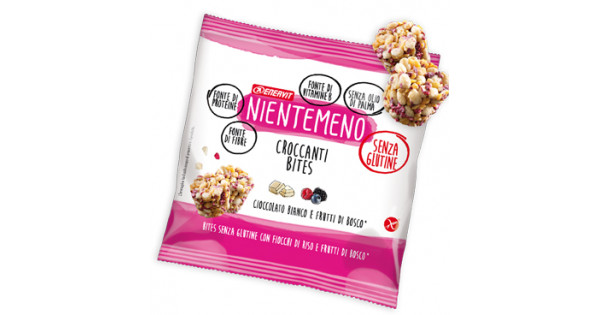 ENERVIT
NIENTEMENO
FONTE DI
PROTEINE
FONTE DI
VITAMINE B
SENZA OLIO
DI PALMA
FONTE
DI FIBRE
SENZA
GLUTINE
CROCCANTI
BITES
CIOCCOLATO BIANCO E FRUTTI DI BOSCO*
BITES SENZA GLUTINE CON FIOCCHI DI RISO E FRUTTI DI BOSCO*